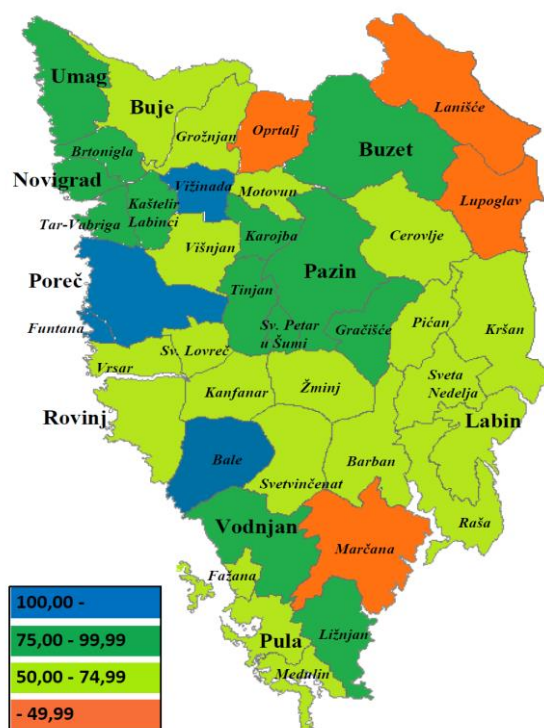 Umag
Buje
Grožnjan
Oprtalj
Lanišće
Buzet
Brtonigla
Novigrad
Vižinada
Motovun
Lupoglav
Kaštelir
Labinci
Tar-Vabriga
Karojba
Cerovlje
Višnjan
Pazin
Poreč
Tinjan
Funtana
Sv. Petar
u Šumi
Gračišće
Pićan
Kršan
Vrsar
Sv. Lovreč
Kanfanar
Žminj
Sveta
Nedelja
Rovinj
Labin
Bale
Barban
Svetvinčenat
Raša
Vodnjan
Marčana
Fažana
Ližnjan
Pula
Medulin
100,00 -
75,00 - 99,99
50,00 - 74,99
- 49,99